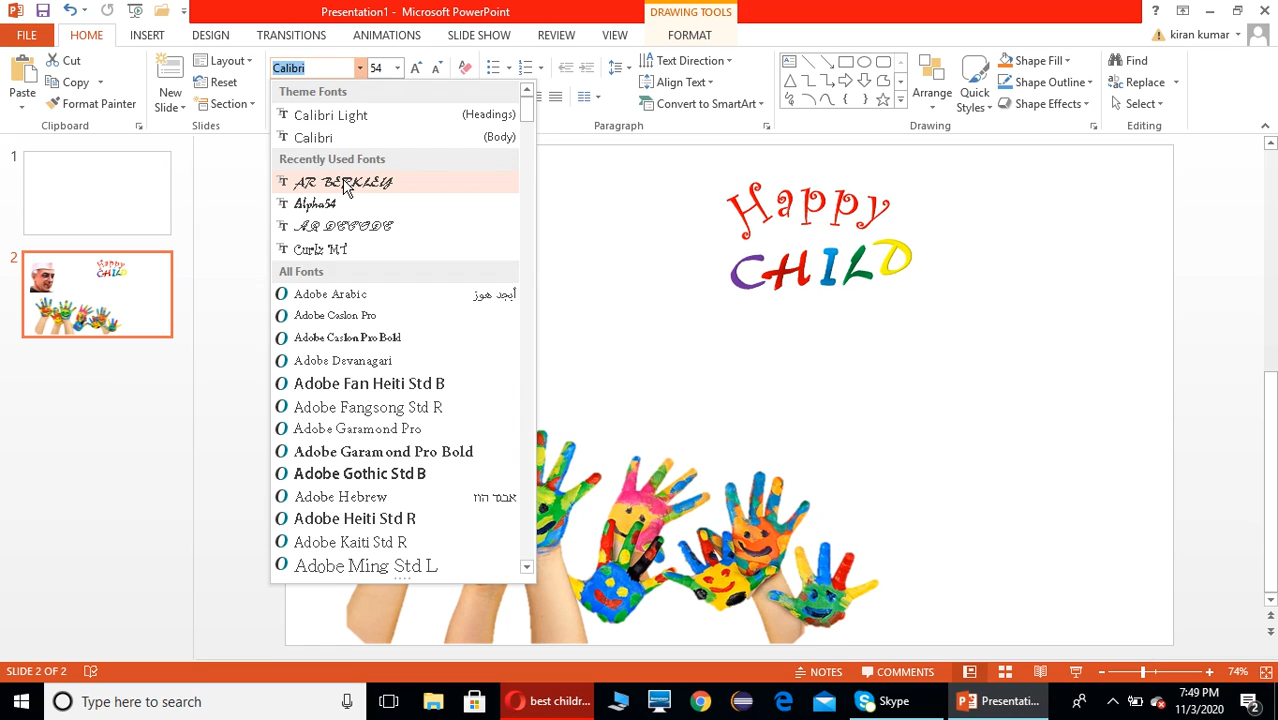 Presentation1 - Microsoft PowerPoint
DRAWING TOOLS
?
FILE
HOME
INSERT
DESIGN
TRANSITIONS
ANIMATIONS
SLIDE SHOW
REVIEW
VIEW
FORMAT
kiran kumar
Paste
Cut
Copy
Format Painter
Clipboard
New
Slide
Layout
Reset
Section
Slides
Calibri
54
Text Direction
Align Text
Convert to SmartArt
Paragraph
Arrange
Quick
Styles
Shape Fill
Shape Outline
Shape Effects
Drawing
Find
Replace
Select
Editing
Theme Fonts
Calibri Light (Headings)
Calibri (Body)
Recently Used Fonts
AR BERKLEY
Alpha54
AR DECODE
Curlz MT
All Fonts
Adobe Arabic أبجد هوز
Adobe Caslon Pro
Adobe Caslon Pro Bold
Adobe Devanagari
Adobe Fan Heiti Std B
Adobe Fangsong Std R
Adobe Garamond Pro
Adobe Garamond Pro Bold
Adobe Gothic Std B
Adobe Hebrew אבגד הוז
Adobe Heiti Std R
Adobe Kaiti Std R
Adobe Ming Std L
1
2
Happy
CHILD
Happy
CHILD
SLIDE 2 OF 2
NOTES
COMMENTS
74%
Type here to search
best childr...
Skype
Presentati...
7:49 PM
11/3/2020
2